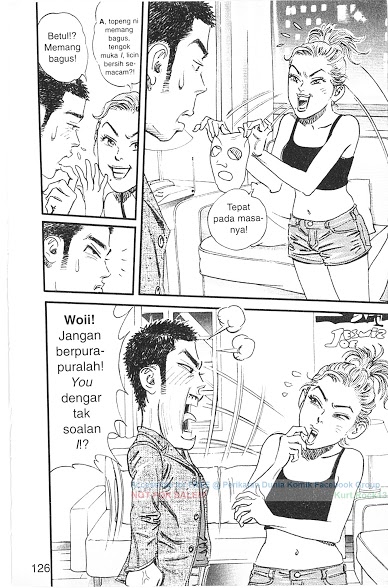 A, topeng ni
memang
bagus,
tengok
muka I, licin
bersih se-
macam?!
Betul!?
Memang
bagus!
Tepat
pada masa-
nya!
Woii!
Jangan
berpura-
puralah!
You
dengar
tak
soalan
I!?
126